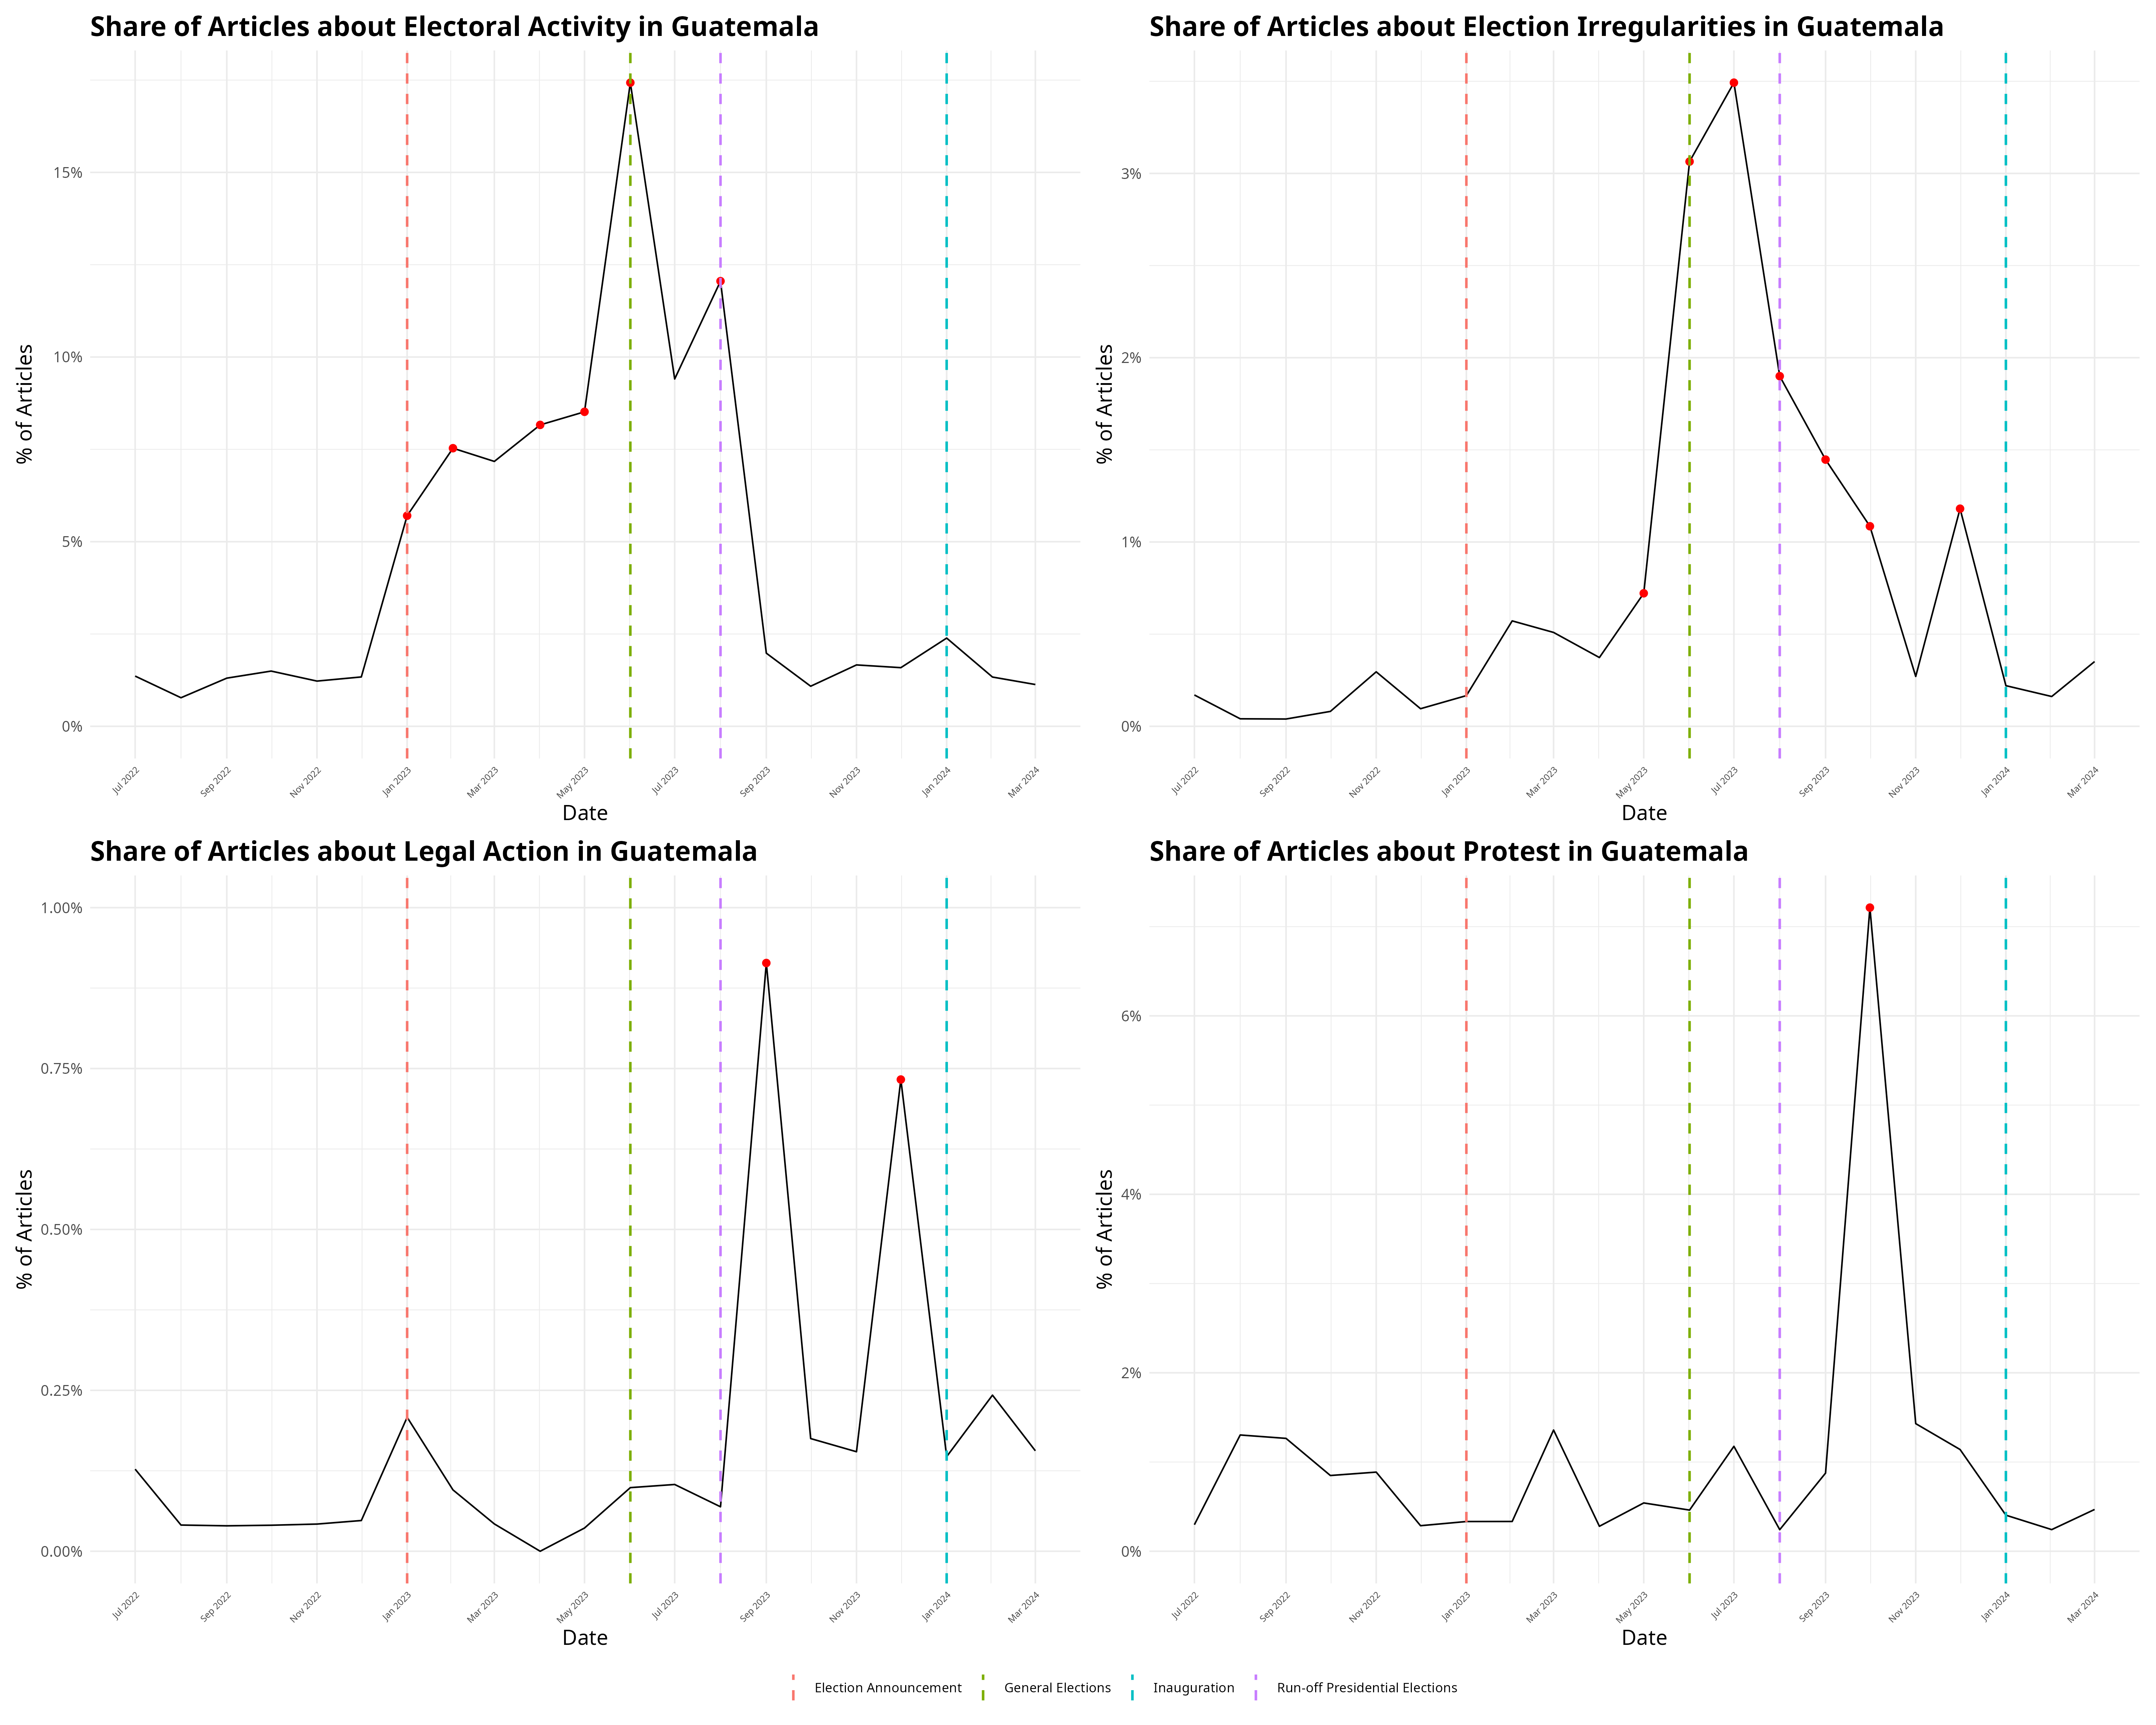 Share of Articles about Electoral Activity in Guatemala
% of Articles
15%
10%
5%
0%
Jul 2022 Sep 2022 Nov 2022 Jan 2023 Mar 2023 May 2023 Jul 2023 Sep 2023 Nov 2023 Jan 2024 Mar 2024
Date
Share of Articles about Election Irregularities in Guatemala
% of Articles
3%
2%
1%
0%
Jul 2022 Sep 2022 Nov 2022 Jan 2023 Mar 2023 May 2023 Jul 2023 Sep 2023 Nov 2023 Jan 2024 Mar 2024
Date
Share of Articles about Legal Action in Guatemala
% of Articles
1.00%
0.75%
0.50%
0.25%
0.00%
Jul 2022 Sep 2022 Nov 2022 Jan 2023 Mar 2023 May 2023 Jul 2023 Sep 2023 Nov 2023 Jan 2024 Mar 2024
Date
Share of Articles about Protest in Guatemala
% of Articles
6%
4%
2%
0%
Jul 2022 Sep 2022 Nov 2022 Jan 2023 Mar 2023 May 2023 Jul 2023 Sep 2023 Nov 2023 Jan 2024 Mar 2024
Date
Election Announcement General Elections Inauguration Run-off Presidential Elections